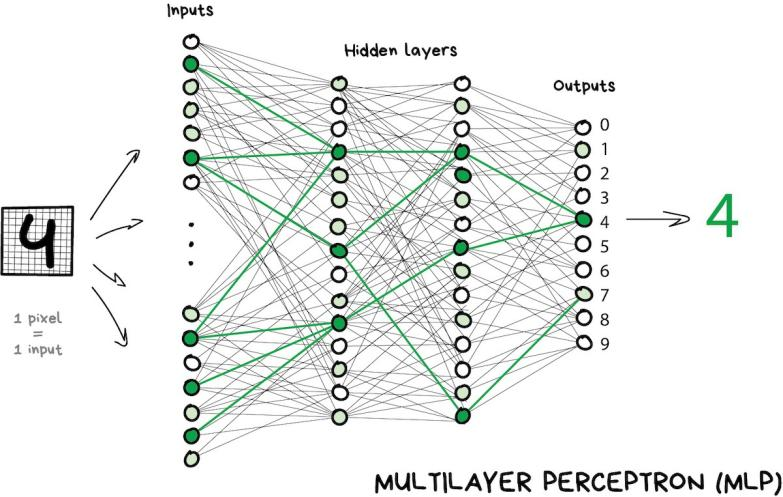 Inputs
Hidden layers
Outputs
0
1
2
3
4
5
6
7
8
9
4
4
1 pixel
=
1 input
MULTILAYER PERCEPTRON (MLP)